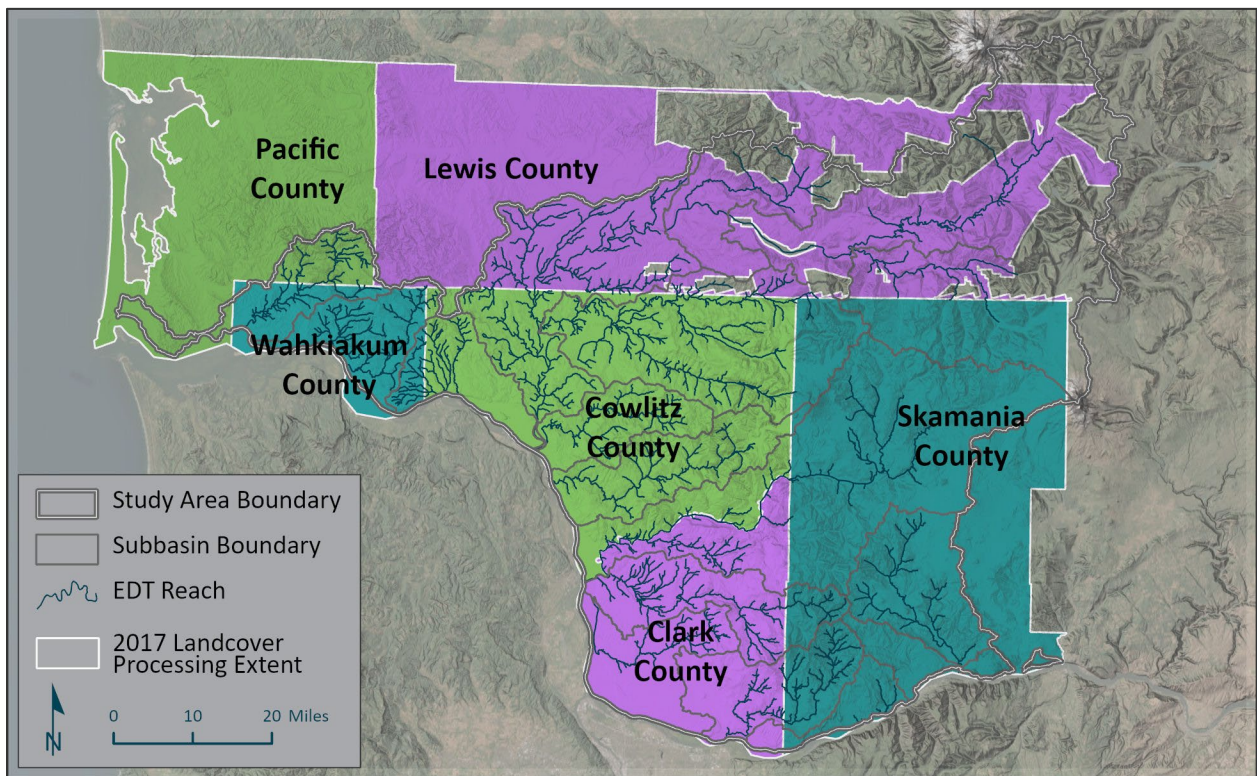 Pacific
County
Lewis County
Wahkiakum
County
Cowlitz
County
Skamania
County
Clark
County
Study Area Boundary
Subbasin Boundary
EDT Reach
2017 Landcover
Processing Extent
N
0 10 20 Miles